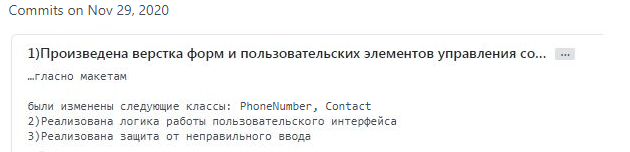 Commits on Nov 29, 2020
1)Произведена верстка форм и пользовательских элементов управления со... ...
…гласно макетам
были изменены следующие классы: PhoneNumber, Contact
2)Реализована логика работы пользовательского интерфейса
3)Реализована защита от неправильного ввода